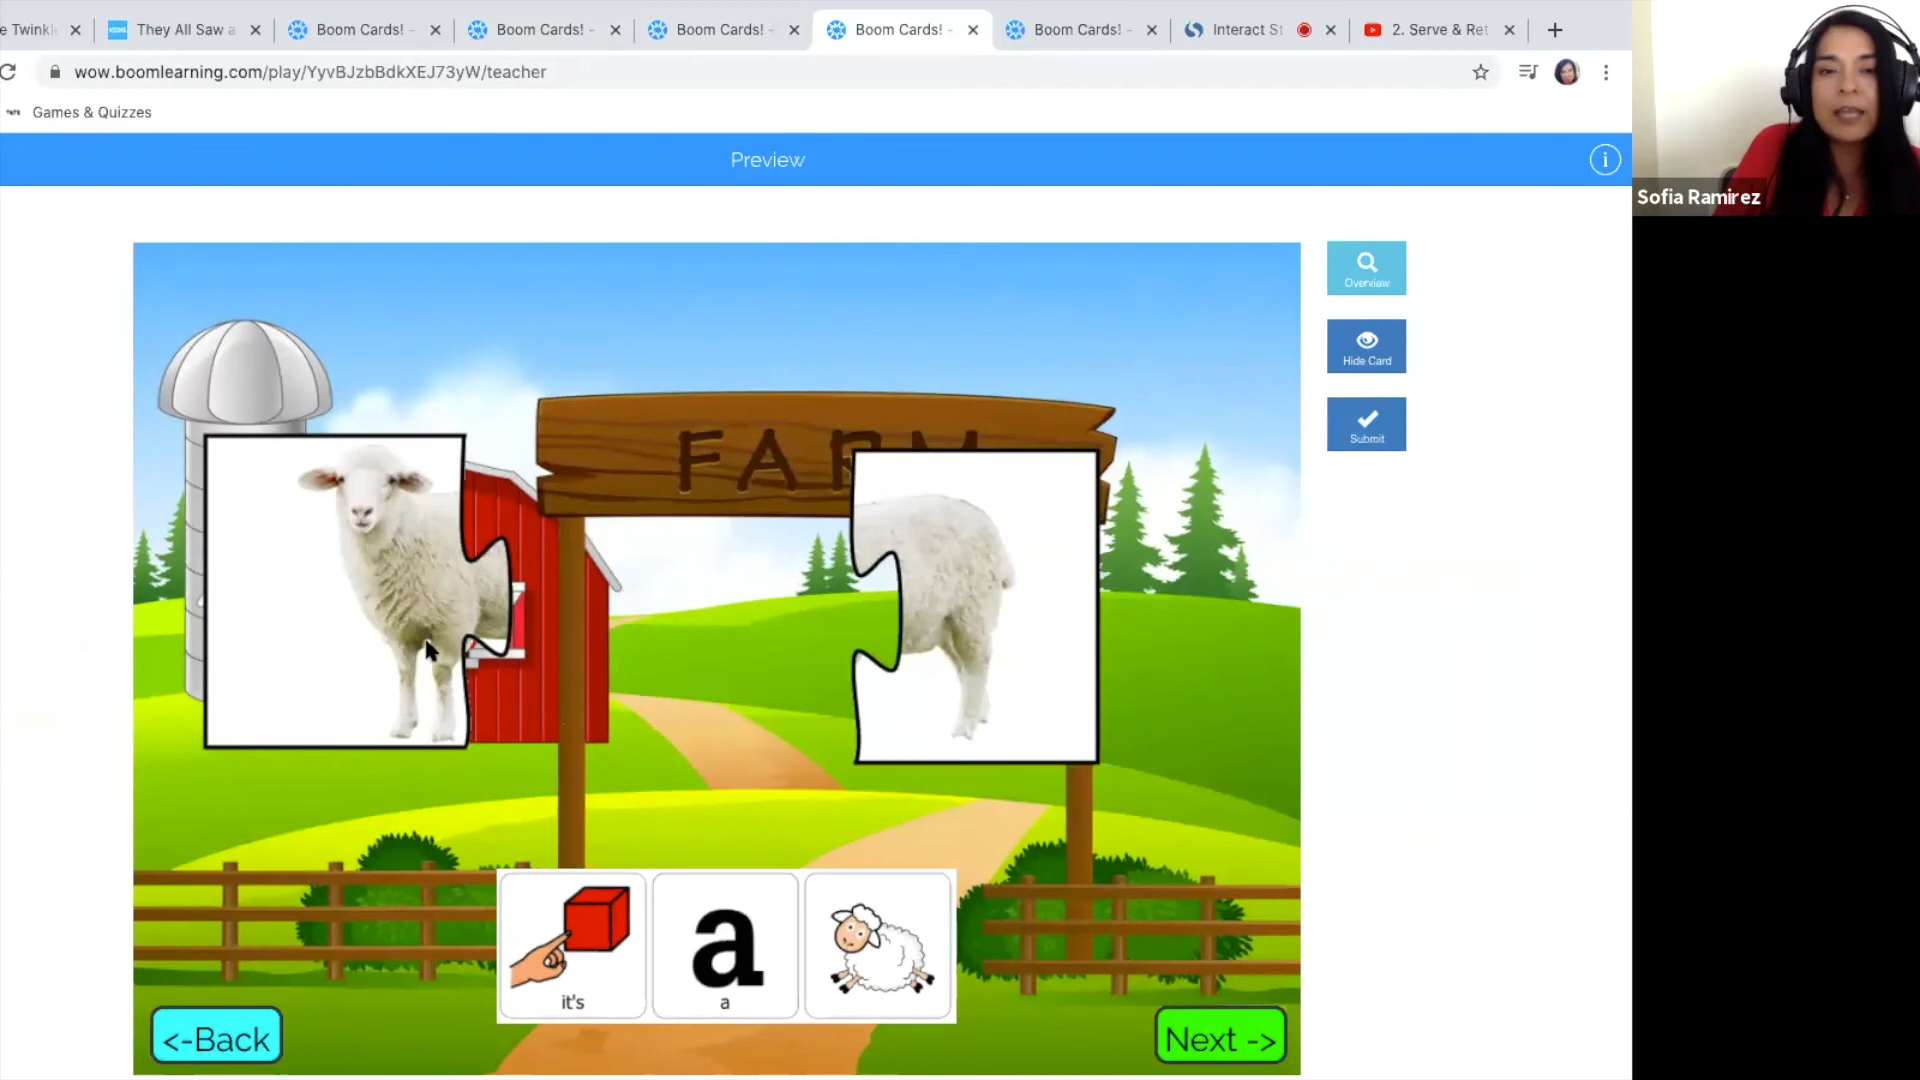 e Twinkl
They All Saw a
Boom Cards! -
Boom Cards! -
Boom Cards! -
Boom Cards! -
Boom Cards! -
Interact St
2. Serve & Ret
wow.boomlearning.com/play/YyvBJzbBdkXEJ73yW/teacher
Games & Quizzes
Preview
Sofia Ramirez
Overview
Hide Card
Submit
FARM
it's
a
a
<-Back
Next ->